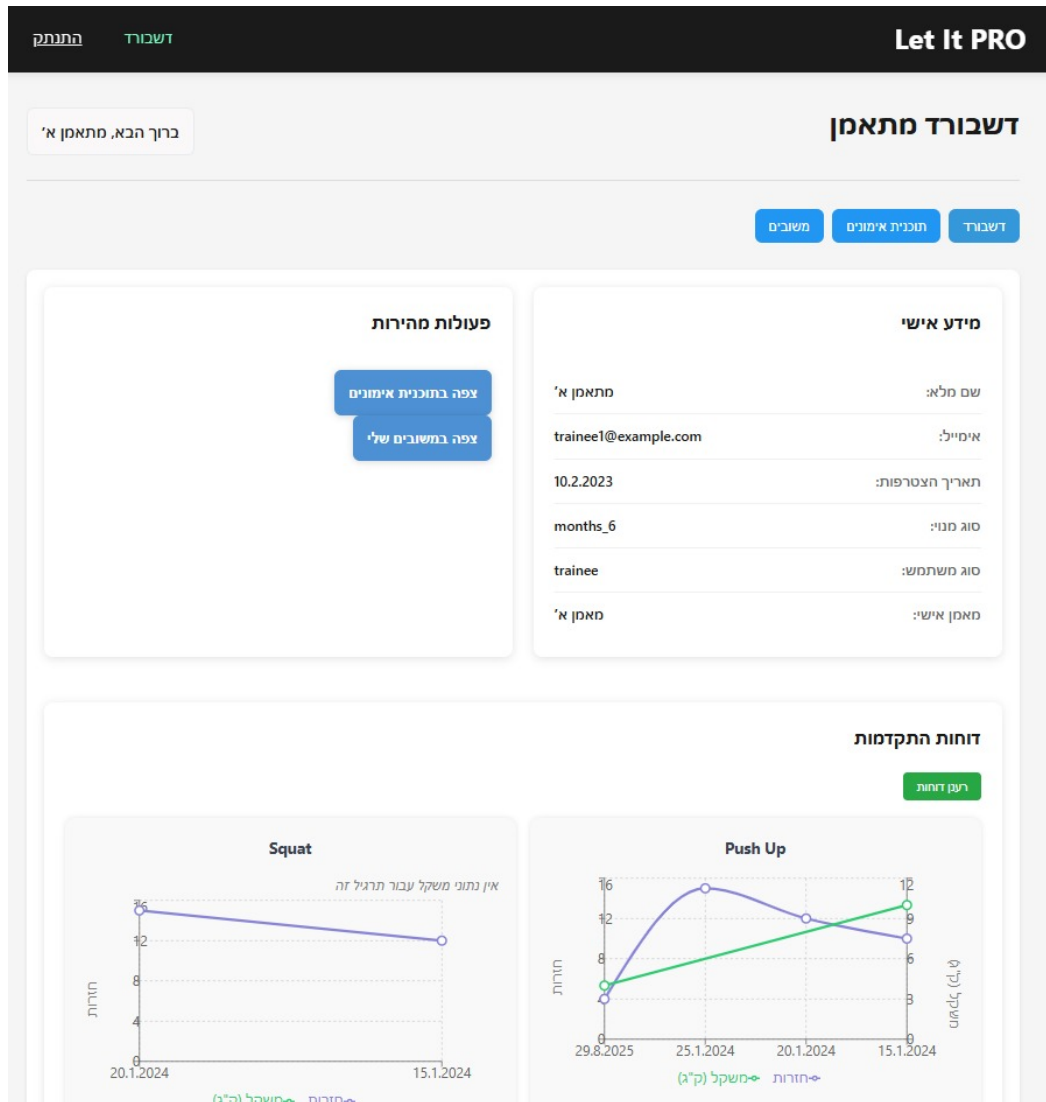 Let It PRO
דשבורד
התנתק
דשבורד מתאמן
ברוך הבא, מתאמן א׳
דשבורד
תוכנית אימונים
משובים
מידע אישי
שם מלא: מתאמן א׳
אימייל: trainee1@example.com
תאריך הצטרפות: 10.2.2023
סוג מנוי: months_6
סוג משתמש: trainee
מאמן אישי: מאמן א׳
פעולות מהירות
צפה בתוכנית אימונים
צפה במשובים שלי
דוחות התקדמות
רענן דוחות
Push Up
16
12
8
4
0
חזרות
12
9
6
3
0
משקל (ק"ג)
29.8.2025 25.1.2024 20.1.2024 15.1.2024
חזרות משקל (ק"ג)
Squat
אין נתוני משקל עבור תרגיל זה
16
12
8
4
0
חזרות
20.1.2024 15.1.2024
חזרות משקל (ק"ג)